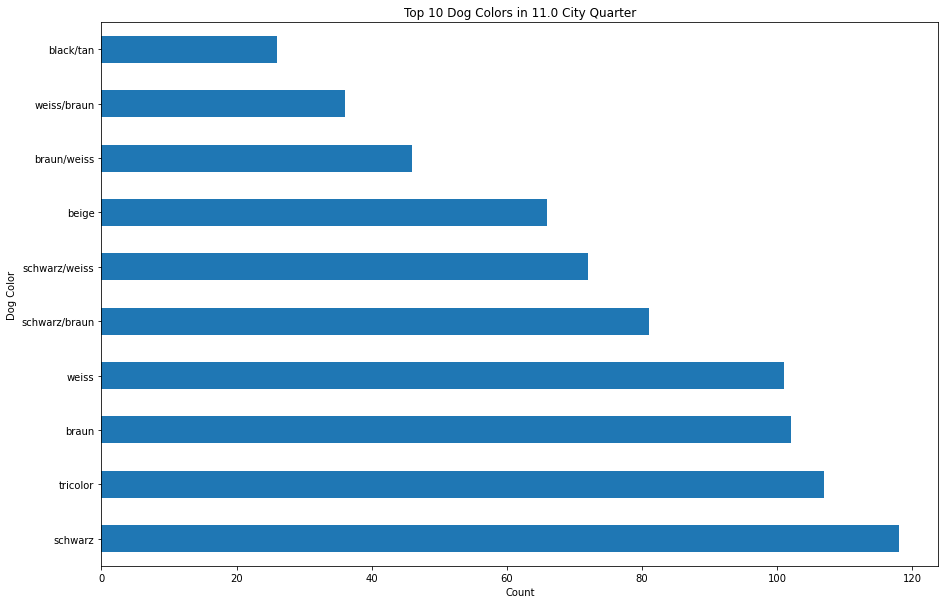 Top 10 Dog Colors in 11.0 City Quarter
black/tan
weiss/braun
braun/weiss
beige
schwarz/weiss
schwarz/braun
weiss
braun
tricolor
schwarz
Dog Color
0 20 40 60 80 100 120
Count